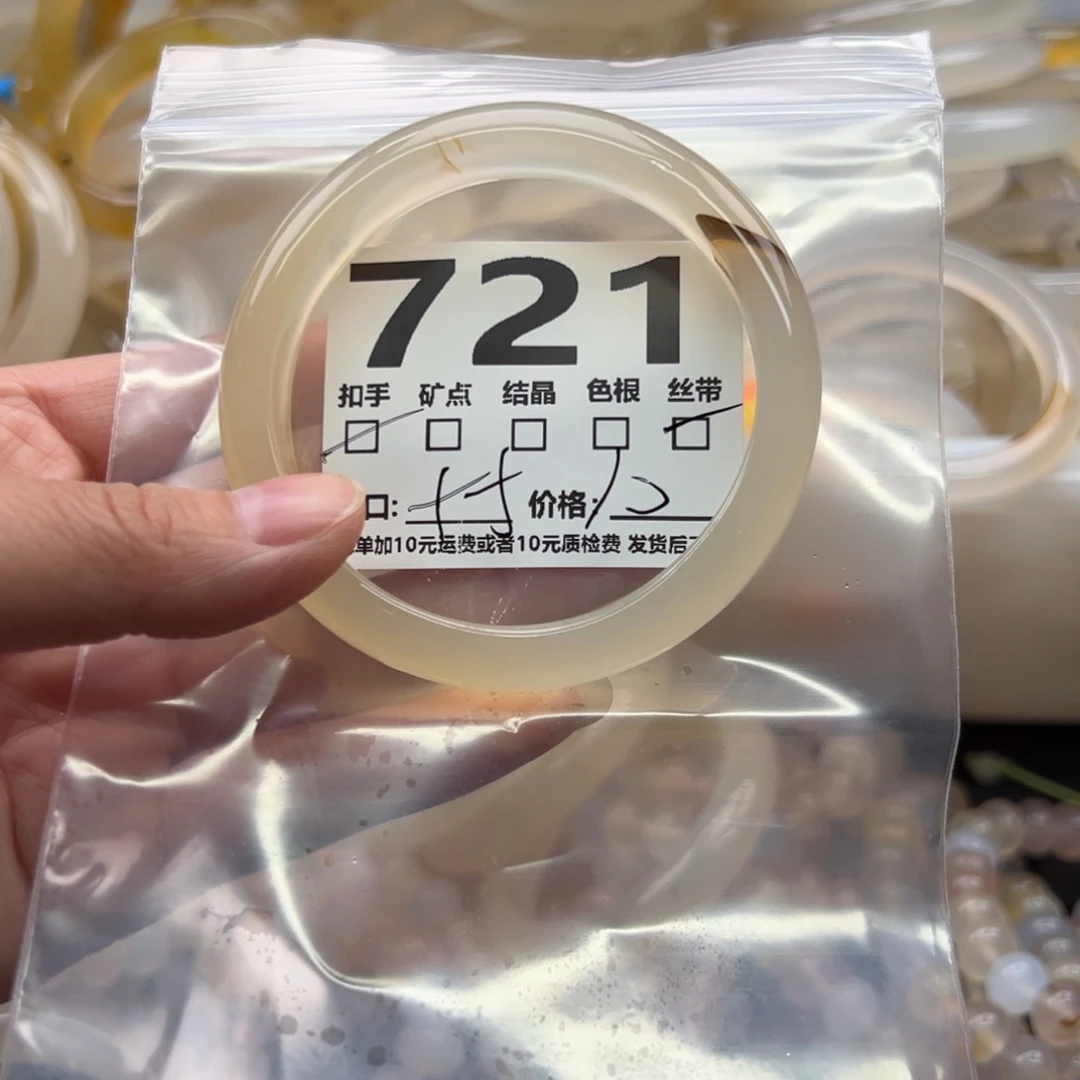 721
扣手 矿点 结晶 色根 丝带
口: 价格:
单加10元运费或者10元质检费 发货后